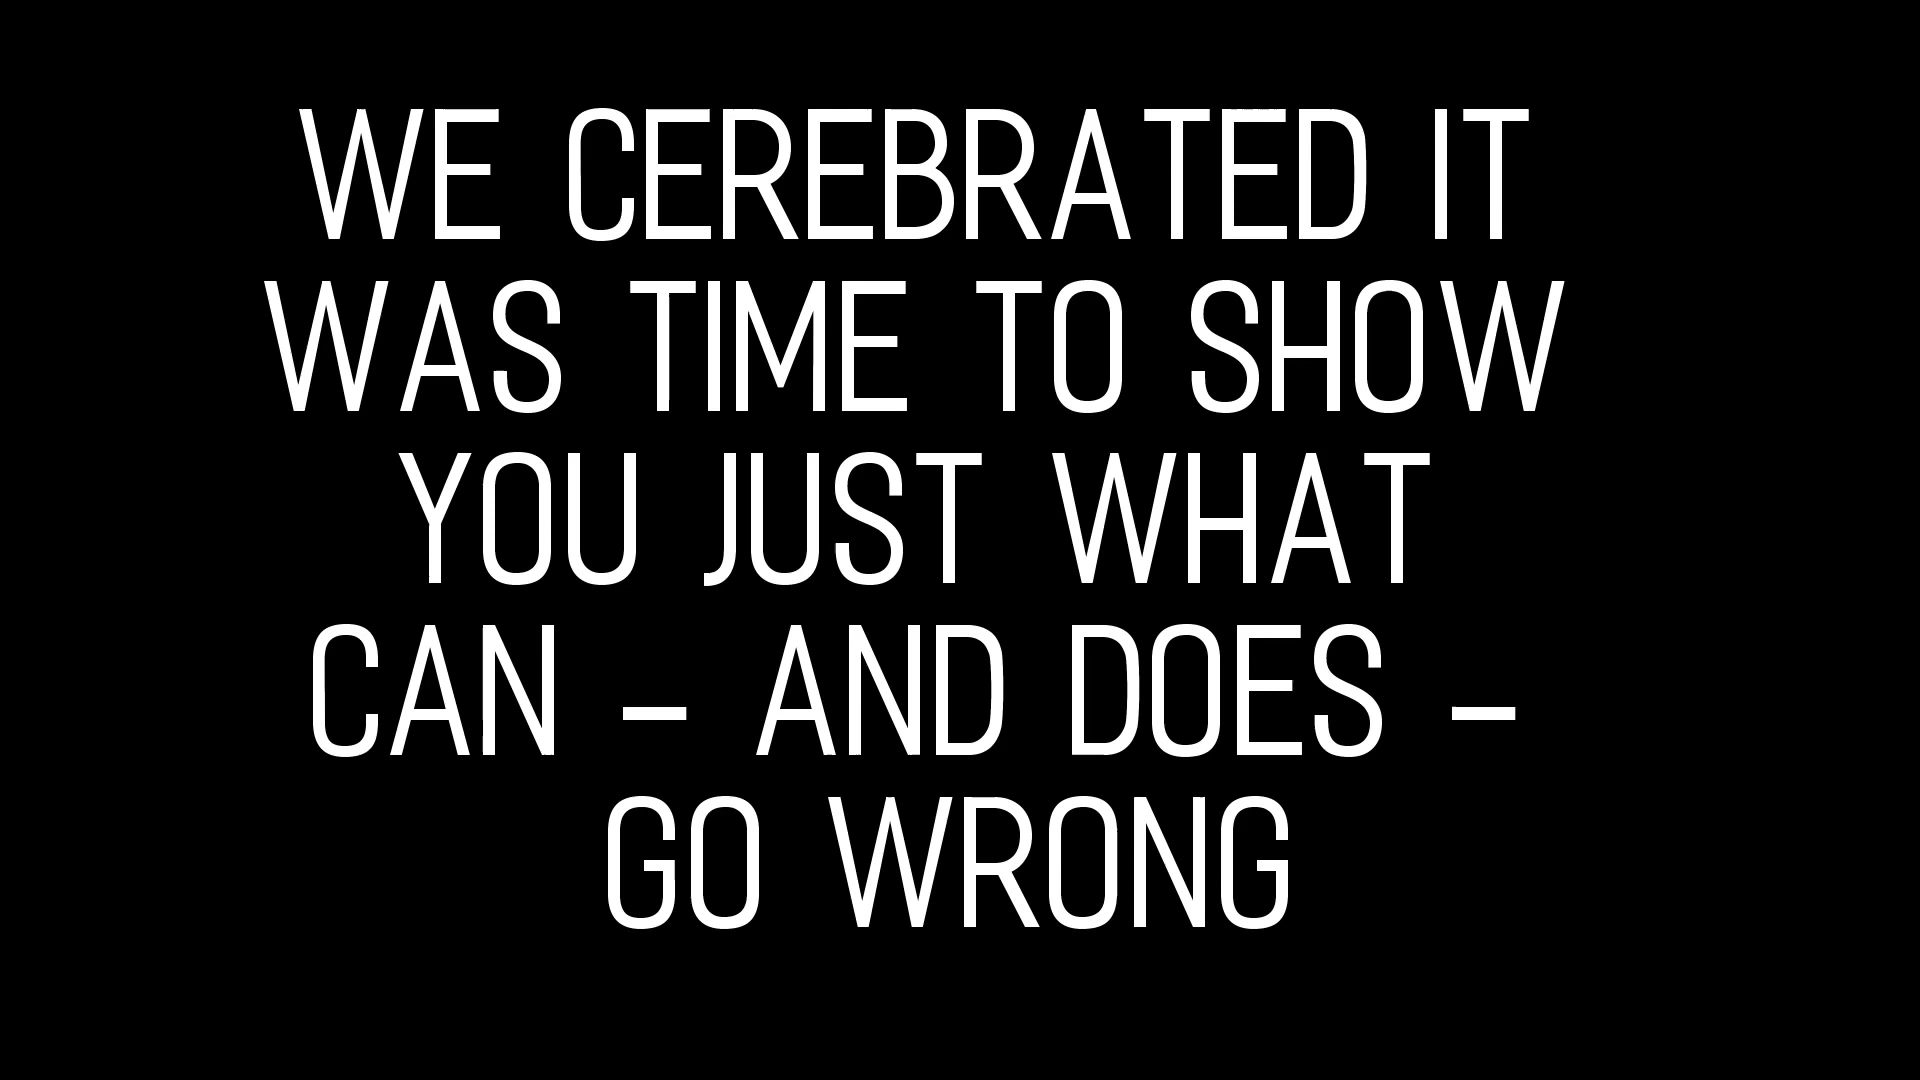 WE CEREBRATED IT
WAS TIME TO SHOW
YOU JUST WHAT
CAN - AND DOES -
GO WRONG